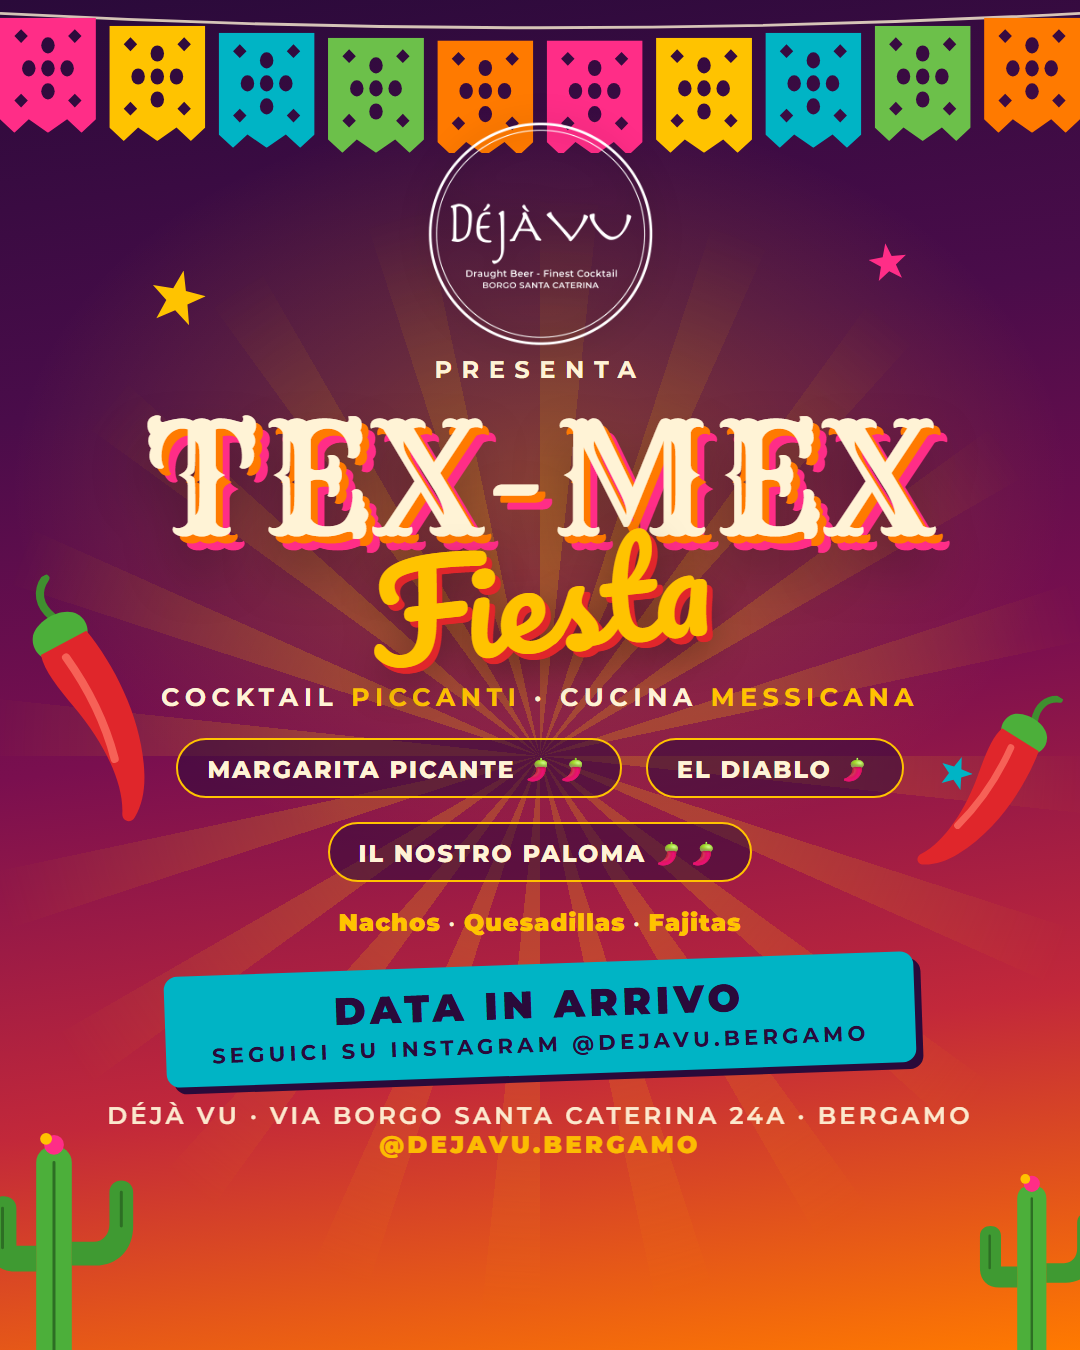 DÉJÀ VU
Draught Beer - Finest Cocktail
BORGO SANTA CATERINA
PRESENTA
TEX-MEX
Fiesta
COCKTAIL PICCANTI · CUCINA MESSICANA
MARGARITA PICANTE 🌶️🌶️ EL DIABLO 🌶️
IL NOSTRO PALOMA 🌶️🌶️
Nachos · Quesadillas · Fajitas
DATA IN ARRIVO
SEGUICI SU INSTAGRAM @DEJAVU.BERGAMO
DÉJÀ VU · VIA BORGO SANTA CATERINA 24A · BERGAMO
@DEJAVU.BERGAMO